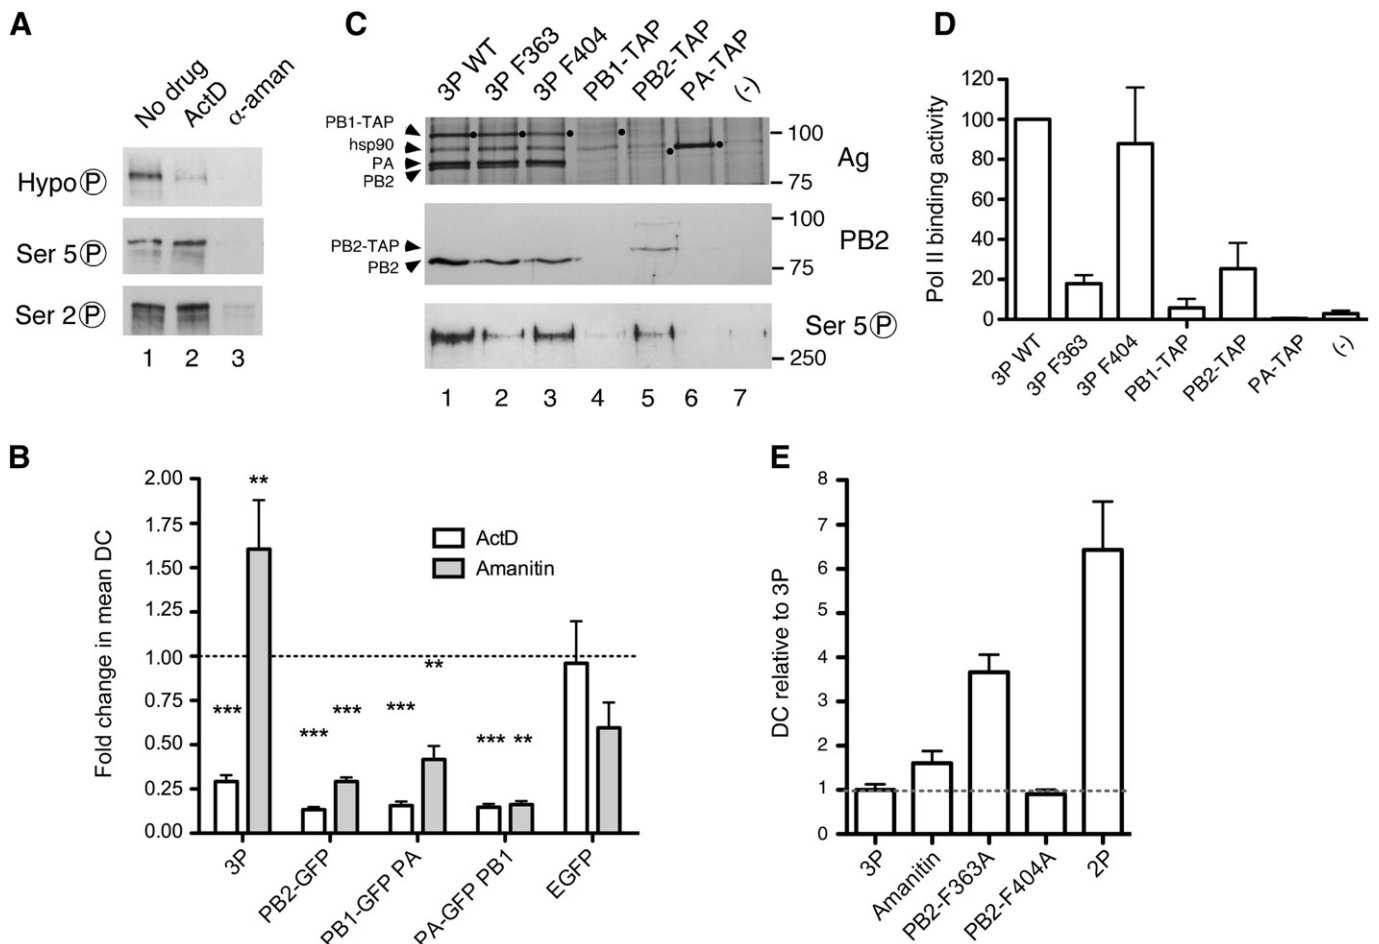 A
No drug
ActD
α-aman
Hypo Ⓟ
Ser 5 Ⓟ
Ser 2 Ⓟ
1 2 3
C
3P WT
3P F363
3P F404
PB1-TAP
PB2-TAP
PA-TAP
(-)
PB1-TAP
hsp90
PA
PB2
100
75
Ag
PB2-TAP
PB2
100
75
PB2
Ser 5 Ⓟ
250
1 2 3 4 5 6 7
D
Pol II binding activity
120
100
80
60
40
20
0
3P WT
3P F363
3P F404
PB1-TAP
PB2-TAP
PA-TAP
(-)
B
Fold change in mean DC
2.00
1.75
1.50
1.25
1.00
0.75
0.50
0.25
0.00
ActD
Amanitin
***
**
***
***
***
**
***
**
3P
PB2-GFP
PB1-GFP PA
PA-GFP PB1
EGFP
E
DC relative to 3P
8
7
6
5
4
3
2
1
0
3P
Amanitin
PB2-F363A
PB2-F404A
2P